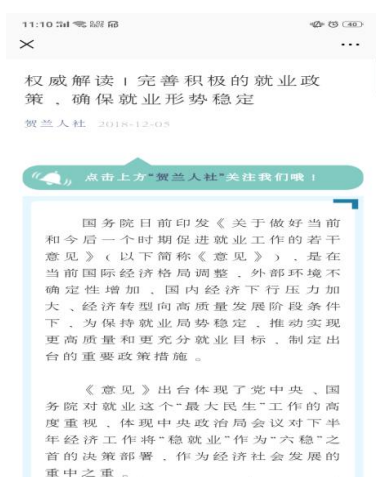 11:10
40
权威解读|完善积极的就业政
策、确保就业形势稳定
贺兰人社 2018-12-05
点击上方“贺兰人社”关注我们哦！
国务院日前印发《关于做好当前
和今后一个时期促进就业工作的若干
意见》（以下简称《意见》）、是在
当前国际经济格局调整、外部环境不
确定性增加、国内经济下行压力加
大、经济转型向高质量发展阶段条件
下、为保持就业局势稳定、推动实现
更高质量和更充分就业目标、制定出
台的重要政策措施。
《意见》出台体现了党中央、国
务院对就业这个“最大民生”工作的高
度重视、体现中央政治局会议对下半
年经济工作将“稳就业”作为“六稳”之
首的决策部署、作为经济社会发展的
重中之重。